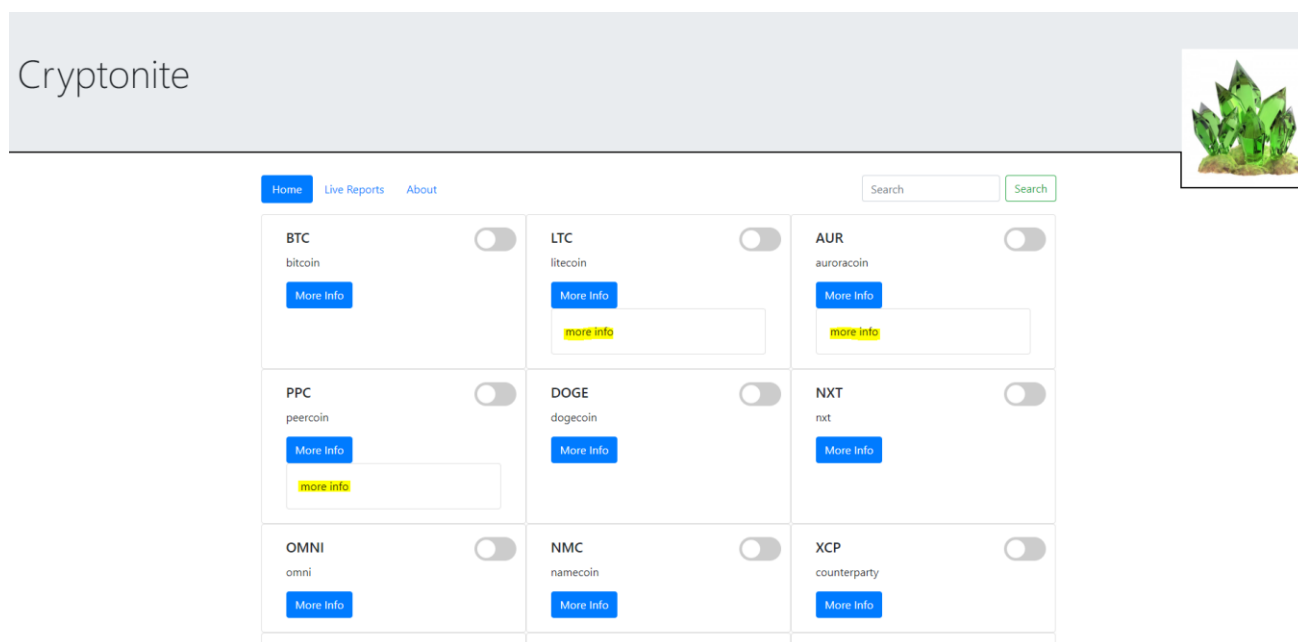 Cryptonite
Home Live Reports About Search Search
BTC LTC AUR
bitcoin litecoin auroracoin
More Info More Info More Info
more info more info
PPC DOGE NXT
peercoin dogecoin nxt
More Info More Info More Info
more info
OMNI NMC XCP
omni namecoin counterparty
More Info More Info More Info